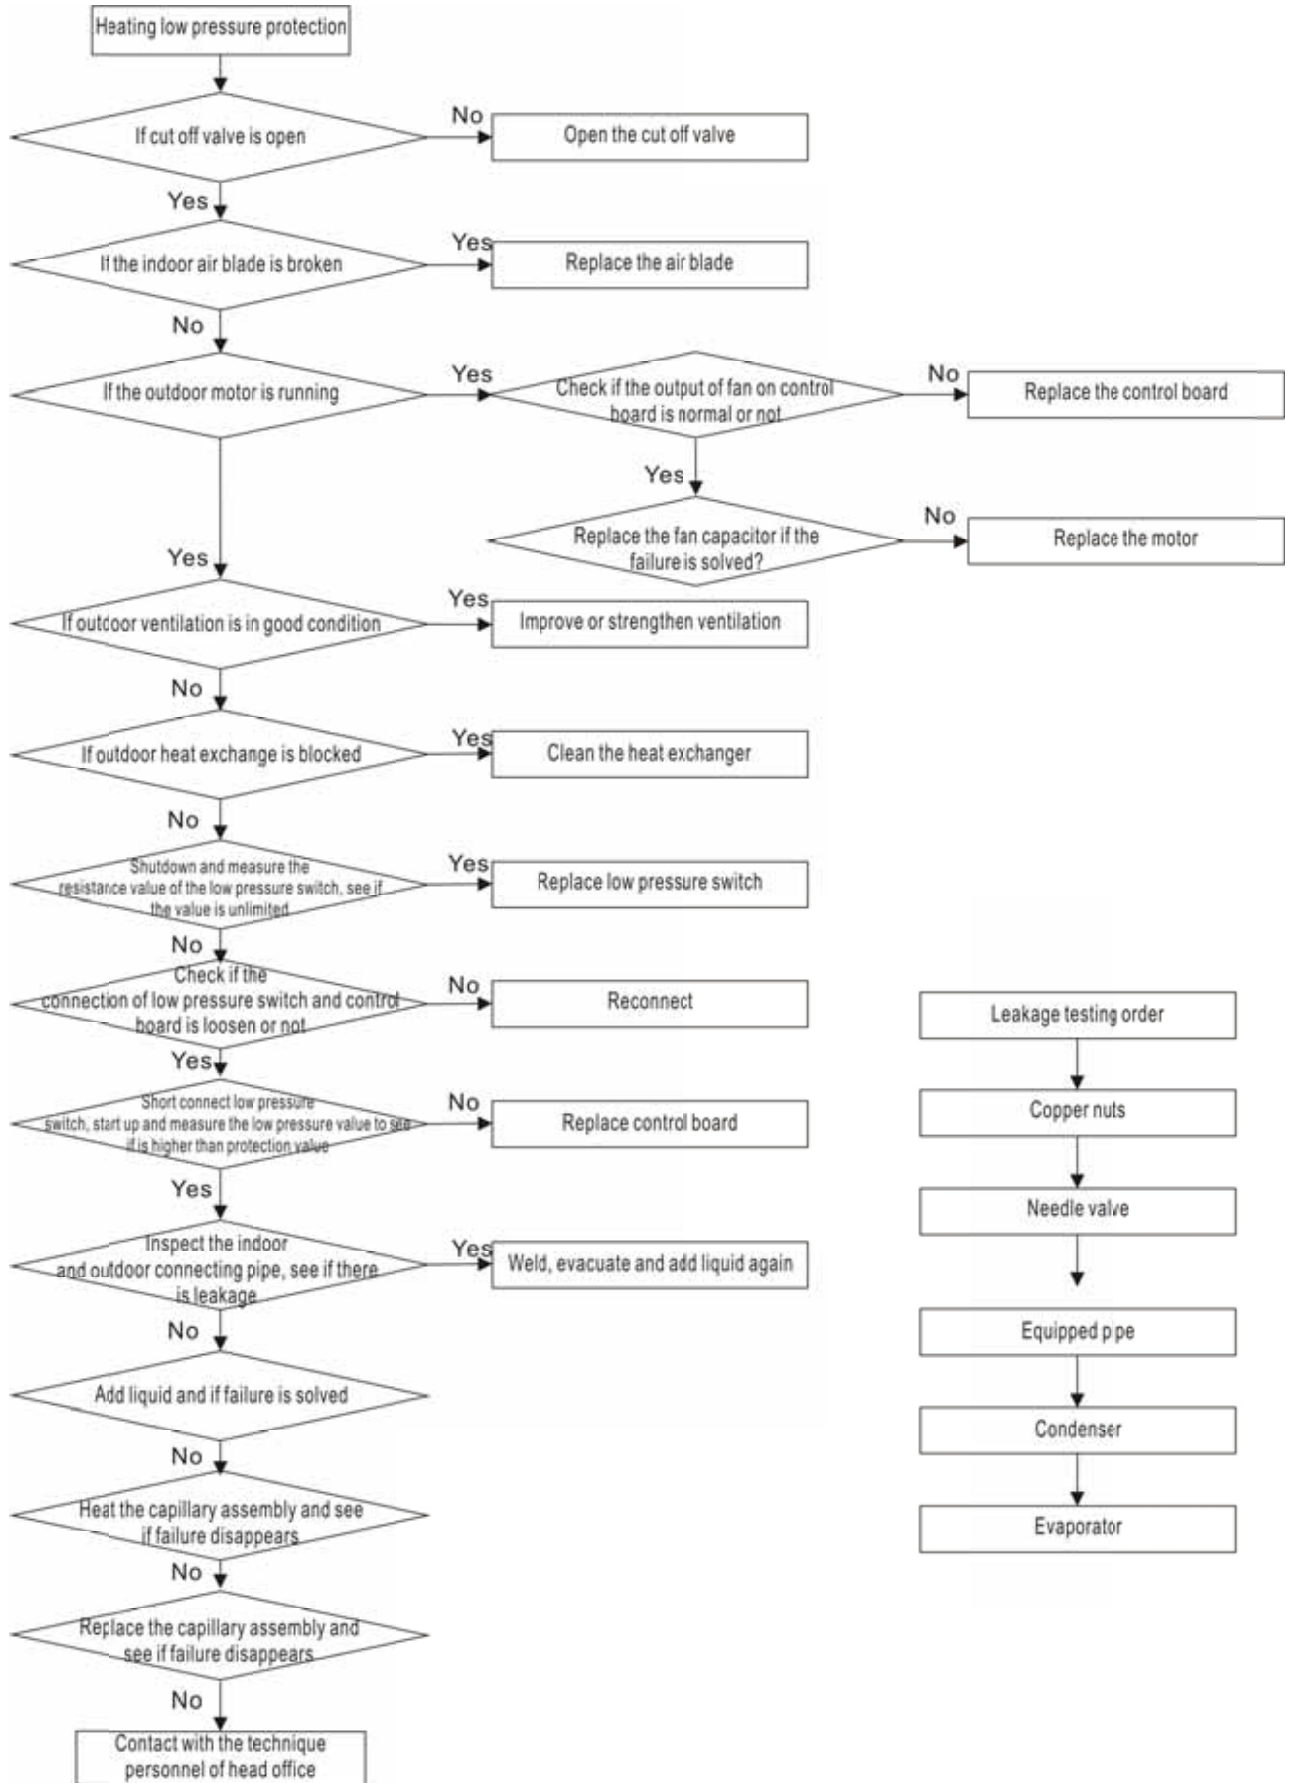 Heating low pressure protection
If cut off valve is open
No
Open the cut off valve
Yes
If the indoor air blade is broken
Yes
Replace the air blade
No
If the outdoor motor is running
Yes
Check if the output of fan on control
board is normal or not
No
Replace the control board
Yes
Replace the fan capacitor if the
failure is solved?
No
Replace the motor
Yes
If outdoor ventilation is in good condition
Yes
Improve or strengthen ventilation
No
If outdoor heat exchange is blocked
Yes
Clean the heat exchanger
No
Shutdown and measure the
resistance value of the low pressure switch, see if
the value is unlimited
Yes
Replace low pressure switch
No
Check if the
connection of low pressure switch and control
board is loosen or not
No
Reconnect
Yes
Short connect low pressure
switch, start up and measure the low pressure value to see
if is higher than protection value
No
Replace control board
Yes
Inspect the indoor
and outdoor connecting pipe, see if there
is leakage
Yes
Weld, evacuate and add liquid again
No
Add liquid and if failure is solved
No
Heat the capillary assembly and see
if failure disappears
No
Replace the capillary assembly and
see if failure disappears
No
Contact with the technique
personnel of head office
Leakage testing order
Copper nuts
Needle valve
Equipped pipe
Condenser
Evaporator